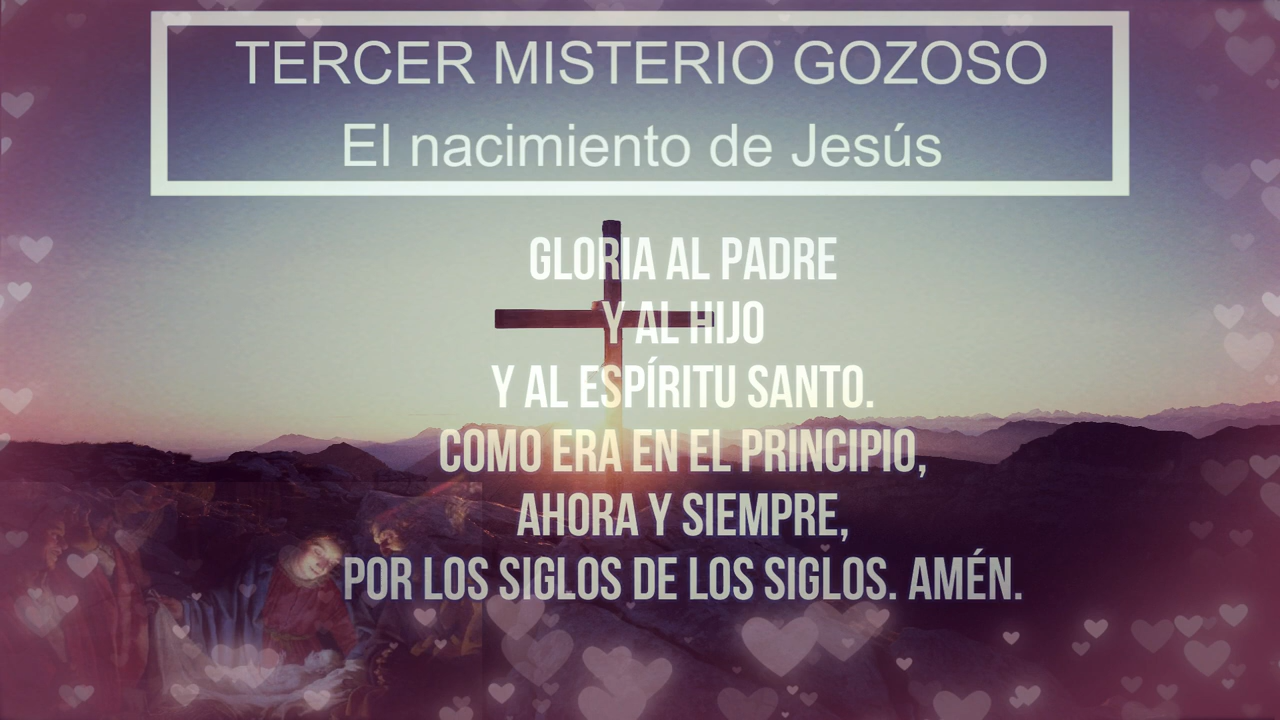 TERCER MISTERIO GOZOSO
El nacimiento de Jesús
GLORIA AL PADRE
Y AL HIJO
Y AL ESPÍRITU SANTO.
COMO ERA EN EL PRINCIPIO,
AHORA Y SIEMPRE,
POR LOS SIGLOS DE LOS SIGLOS. AMÉN.